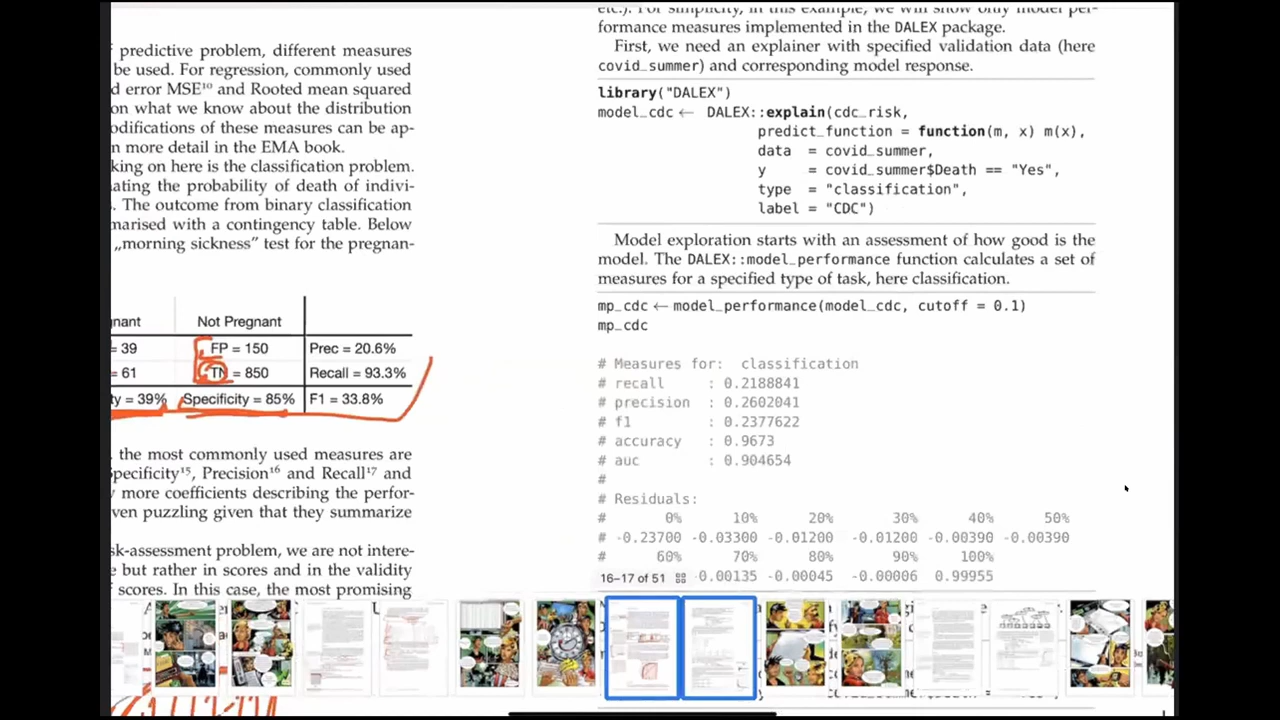 predictive problem, different measures
be used. For regression, commonly used
d error MSE¹⁰ and Rooted mean squared
on what we know about the distribution
odifications of these measures can be ap-
n more detail in the EMA book.
king on here is the classification problem.
ating the probability of death of indivi-
. The outcome from binary classification
marised with a contingency table. Below
„morning sickness" test for the pregnan-
nant Not Pregnant
= 39 FP = 150 Prec = 20.6%
= 61 TN = 850 Recall = 93.3%
ty = 39% Specificity = 85% F1 = 33.8%
the most commonly used measures are
pecificity¹⁵, Precision¹⁶ and Recall¹⁷ and
more coefficients describing the perfor-
ven puzzling given that they summarize
sk-assessment problem, we are not intere-
e but rather in scores and in the validity
f scores. In this case, the most promising
etc.). For simplicity, in this example, we will show only model per-
formance measures implemented in the DALEX package.
First, we need an explainer with specified validation data (here
covid_summer) and corresponding model response.
library("DALEX")
model_cdc ← DALEX::explain(cdc_risk,
predict_function = function(m, x) m(x),
data = covid_summer,
y = covid_summer$Death == "Yes",
type = "classification",
label = "CDC")
Model exploration starts with an assessment of how good is the
model. The DALEX::model_performance function calculates a set of
measures for a specified type of task, here classification.
mp_cdc ← model_performance(model_cdc, cutoff = 0.1)
mp_cdc
# Measures for: classification
# recall : 0.2188841
# precision : 0.2602041
# f1 : 0.2377622
# accuracy : 0.9673
# auc : 0.904654
#
# Residuals:
# 0% 10% 20% 30% 40% 50%
# -0.23700 -0.03300 -0.01200 -0.01200 -0.00390 -0.00390
# 60% 70% 80% 90% 100%
16–17 of 51 0.00135 -0.00045 -0.00006 0.99955